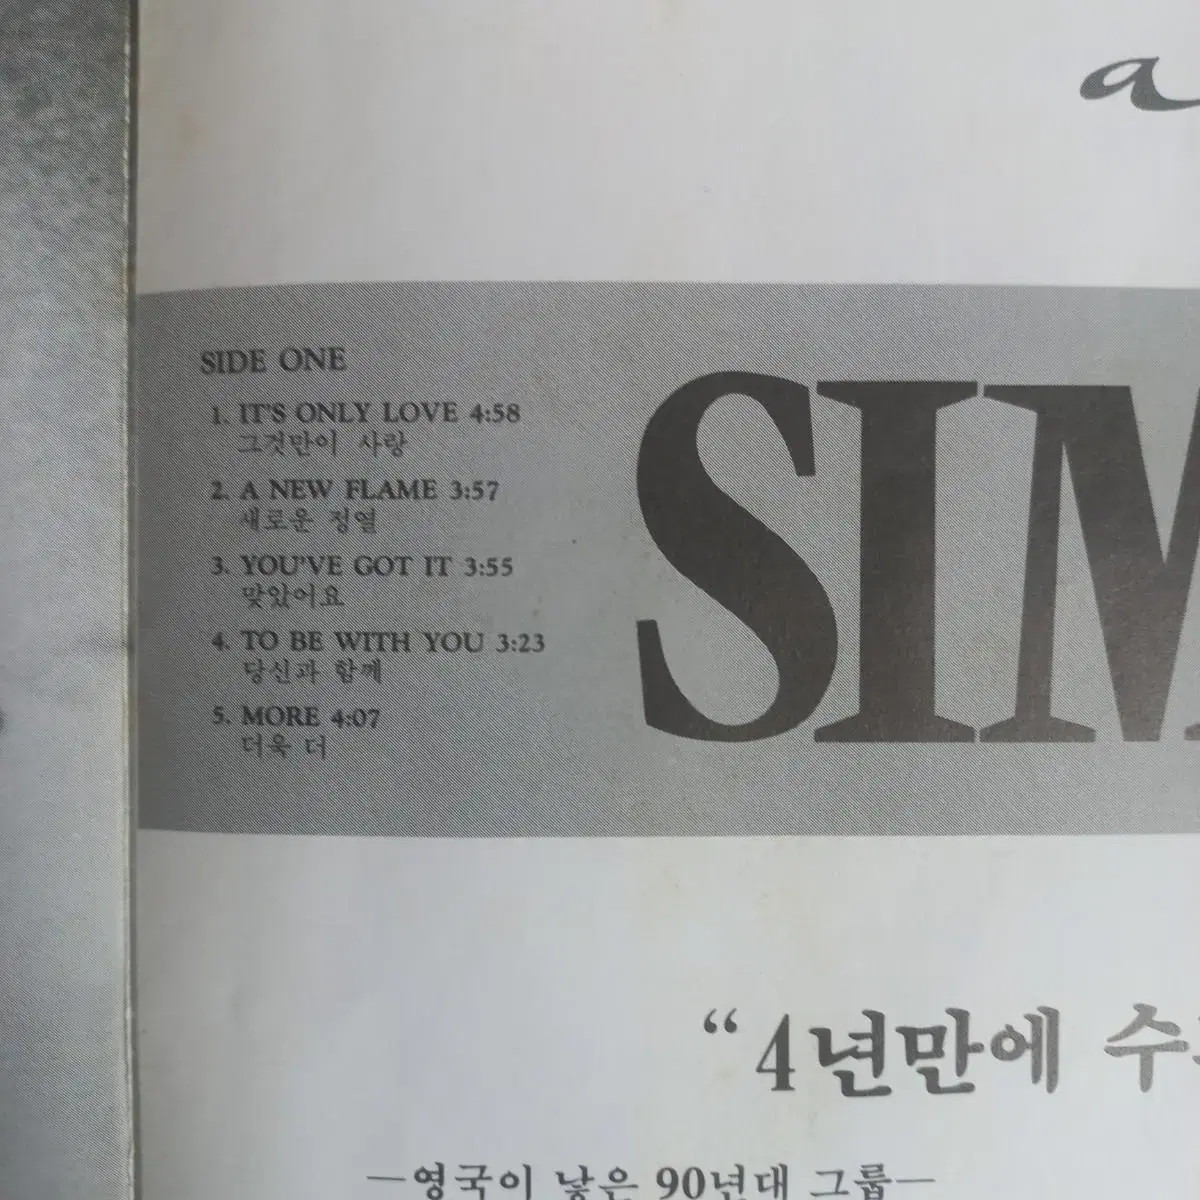 a
SIDE ONE
1. IT'S ONLY LOVE 4:58
그것만이 사랑
2. A NEW FLAME 3:57
새로운 정열
3. YOU'VE GOT IT 3:55
맞았어요
4. TO BE WITH YOU 3:23
당신과 함께
5. MORE 4:07
더욱 더
SIM
“4년만에 수
—영국이 낳은 90년대 그룹—